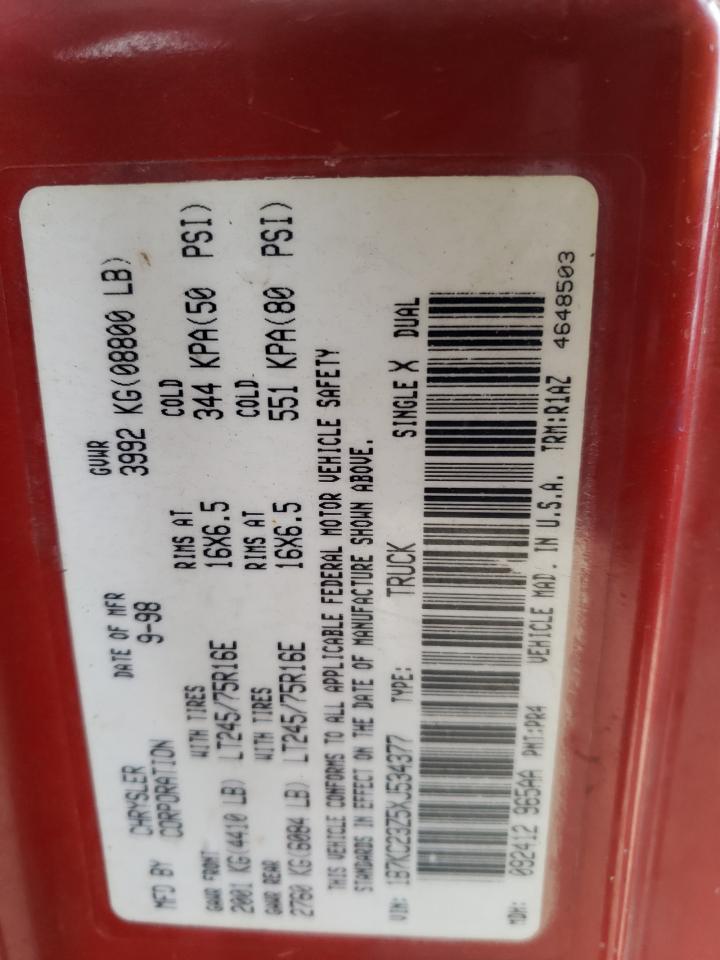 MFD BY CHRYSLER CORPORATION DATE OF MFR 9-98 GVWR 3992 KG(08800 LB)
GAWR FRONT WITH TIRES RIMS AT COLD
2001 KG(4410 LB) LT245/75R16E 16X6.5 344 KPA(50 PSI)
GAWR REAR WITH TIRES RIMS AT COLD
2760 KG(6084 LB) LT245/75R16E 16X6.5 551 KPA(80 PSI)
THIS VEHICLE CONFORMS TO ALL APPLICABLE FEDERAL MOTOR VEHICLE SAFETY
STANDARDS IN EFFECT ON THE DATE OF MANUFACTURE SHOWN ABOVE.
VIN: 1B7KC23Z5XJ534377 TYPE: TRUCK SINGLE X DUAL
MDH: 092412 965AA PNT:PR4 VEHICLE MAD. IN U.S.A. TRM:R1AZ 4648503